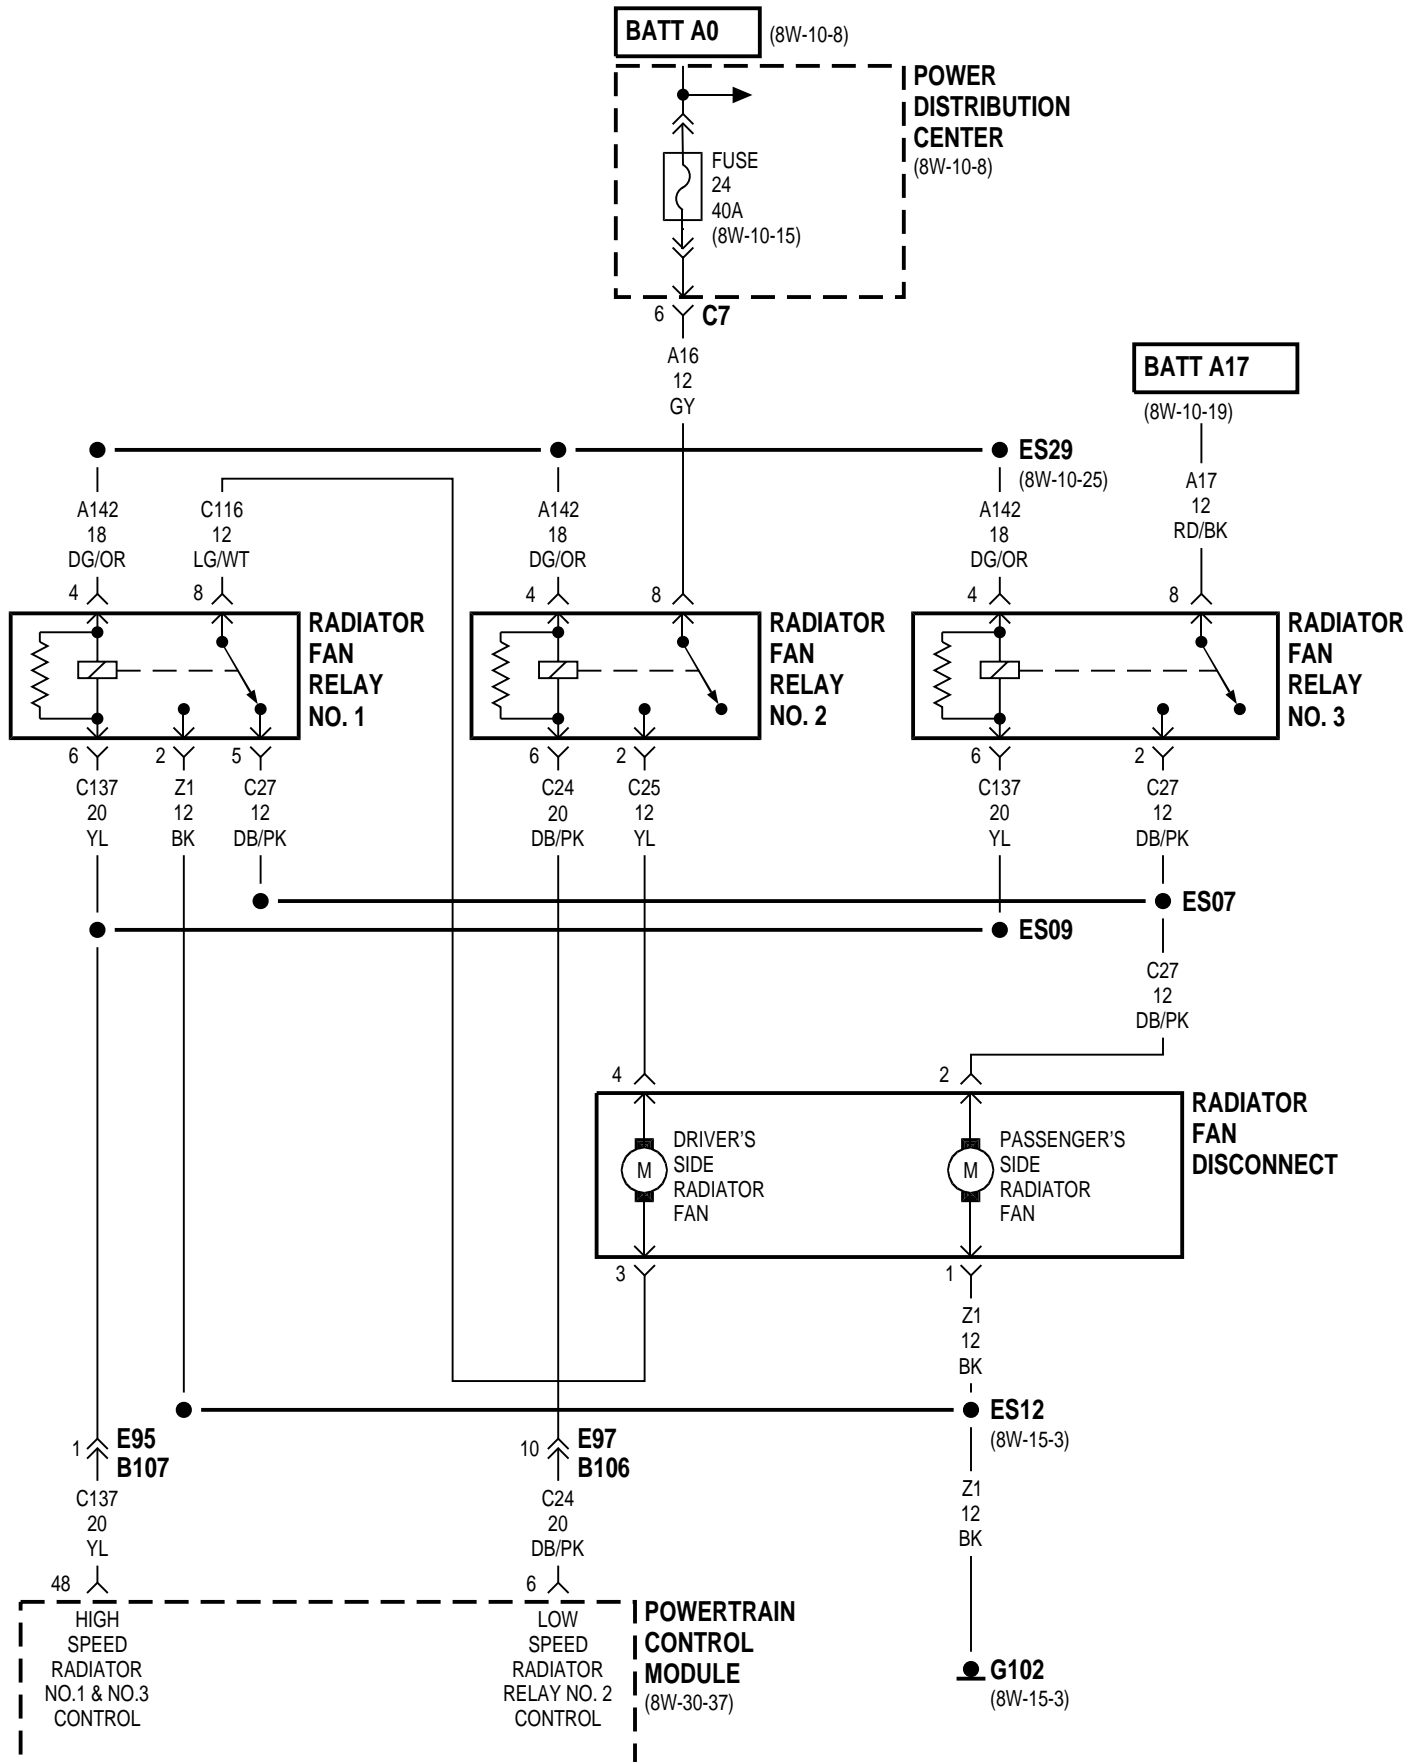 BATT A0
(8W-10-8)
POWER
DISTRIBUTION
CENTER
(8W-10-8)
FUSE
24
40A
(8W-10-15)
6
C7
A16
12
GY
BATT A17
(8W-10-19)
ES29
(8W-10-25)
A142
18
DG/OR
C116
12
LG/WT
A142
18
DG/OR
A142
18
DG/OR
A17
12
RD/BK
4
8
4
8
4
8
RADIATOR
FAN
RELAY
NO. 1
RADIATOR
FAN
RELAY
NO. 2
RADIATOR
FAN
RELAY
NO. 3
6
2
5
6
2
6
2
C137
20
YL
Z1
12
BK
C27
12
DB/PK
C24
20
DB/PK
C25
12
YL
C137
20
YL
C27
12
DB/PK
ES07
ES09
C27
12
DB/PK
4
2
RADIATOR
FAN
DISCONNECT
M
DRIVER'S
SIDE
RADIATOR
FAN
M
PASSENGER'S
SIDE
RADIATOR
FAN
3
1
Z1
12
BK
ES12
(8W-15-3)
1
E95
B107
10
E97
B106
C137
20
YL
C24
20
DB/PK
Z1
12
BK
48
6
HIGH
SPEED
RADIATOR
NO.1 & NO.3
CONTROL
LOW
SPEED
RADIATOR
RELAY NO. 2
CONTROL
POWERTRAIN
CONTROL
MODULE
(8W-30-37)
G102
(8W-15-3)